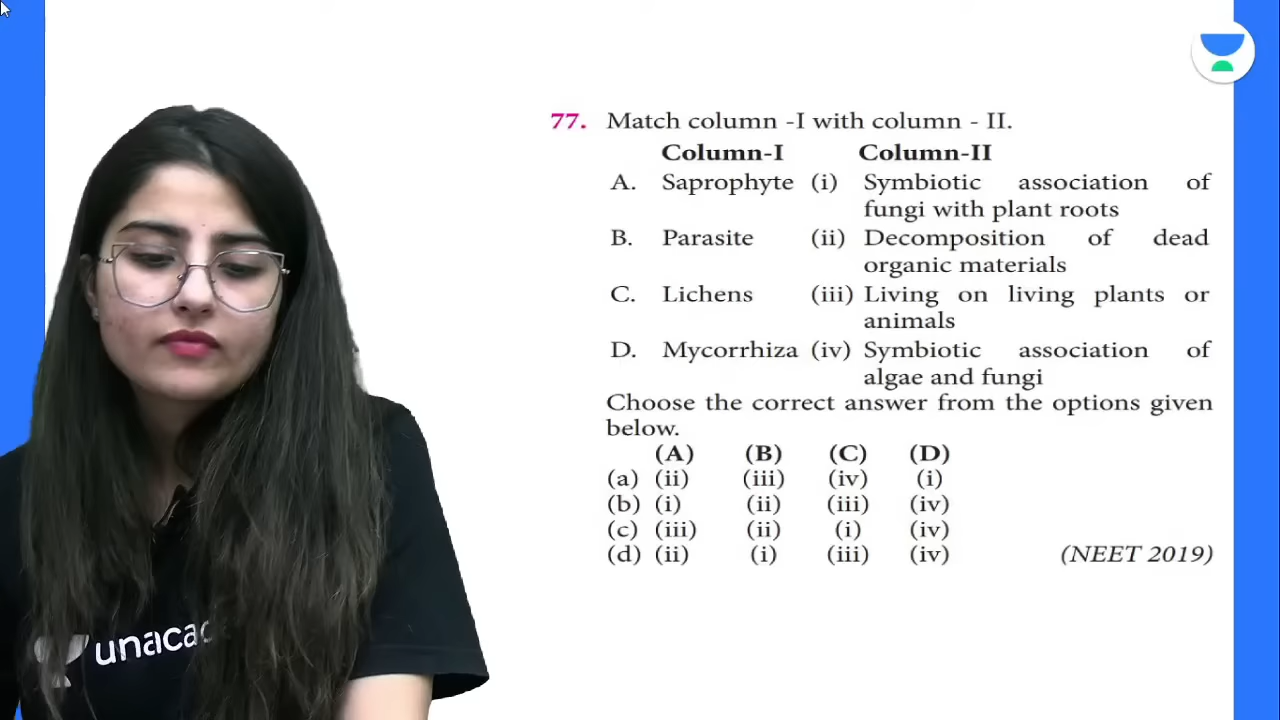 77. Match column -I with column - II.
Column-I Column-II
A. Saprophyte (i) Symbiotic association of
fungi with plant roots
B. Parasite (ii) Decomposition of dead
organic materials
C. Lichens (iii) Living on living plants or
animals
D. Mycorrhiza (iv) Symbiotic association of
algae and fungi
Choose the correct answer from the options given
below.
(A) (B) (C) (D)
(a) (ii) (iii) (iv) (i)
(b) (i) (ii) (iii) (iv)
(c) (iii) (ii) (i) (iv)
(d) (ii) (i) (iii) (iv) (NEET 2019)